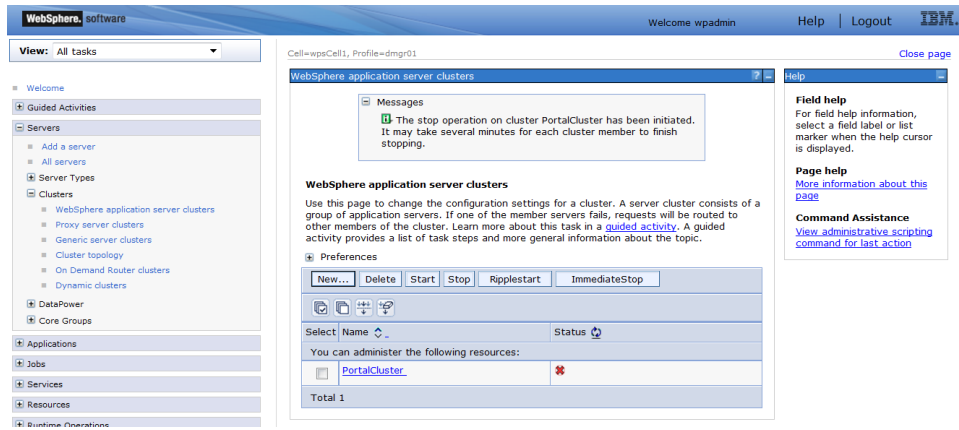 WebSphere. software
Welcome wpadmin
Help | Logout
IBM.
View: All tasks
Cell=wpsCell1, Profile=dmgr01
Close page
Welcome
Guided Activities
Servers
Add a server
All servers
Server Types
Clusters
WebSphere application server clusters
Proxy server clusters
Generic server clusters
Cluster topology
On Demand Router clusters
Dynamic clusters
DataPower
Core Groups
Applications
Jobs
Services
Resources
Runtime Operations
WebSphere application server clusters
? -
Messages
The stop operation on cluster PortalCluster has been initiated.
It may take several minutes for each cluster member to finish
stopping.
WebSphere application server clusters
Use this page to change the configuration settings for a cluster. A server cluster consists of a
group of application servers. If one of the member servers fails, requests will be routed to
other members of the cluster. Learn more about this task in a guided activity. A guided
activity provides a list of task steps and more general information about the topic.
Preferences
New... Delete Start Stop Ripplestart ImmediateStop
Select Name Status
You can administer the following resources:
PortalCluster
Total 1
Help
Field help
For field help information,
select a field label or list
marker when the help cursor
is displayed.
Page help
More information about this
page
Command Assistance
View administrative scripting
command for last action